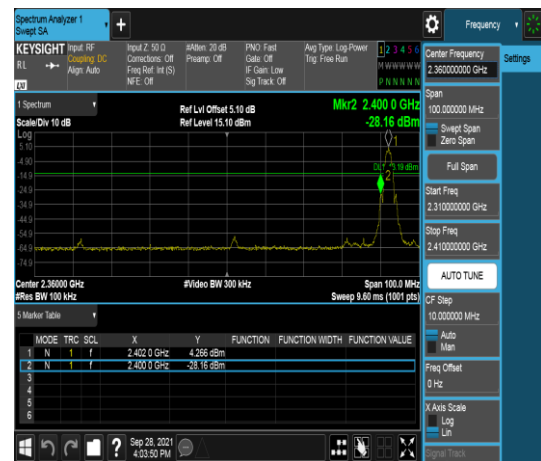 Spectrum Analyzer 1
Swept SA
+
Frequency
KEYSIGHT
RL
LXI
Input: RF
Coupling: DC
Align: Auto
Input Z: 50 Ω
Corrections: Off
Freq Ref: Int (S)
NFE: Off
#Atten: 20 dB
Preamp: Off
PNO: Fast
Gate: Off
IF Gain: Low
Sig Track: Off
Avg Type: Log-Power
Trig: Free Run
1 2 3 4 5 6
M W W W W W
P N N N N N
1 Spectrum
Scale/Div 10 dB
Ref Lvl Offset 5.10 dB
Ref Level 15.10 dBm
Mkr2 2.400 0 GHz
-28.16 dBm
Log
5.10
-4.90
-14.9
-24.9
-34.9
-44.9
-54.9
-64.9
-74.9
1
2
Center 2.36000 GHz
#Res BW 100 kHz
#Video BW 300 kHz
Span 100.0 MHz
Sweep 9.60 ms (1001 pts)
5 Marker Table
MODE TRC SCL X Y FUNCTION FUNCTION WIDTH FUNCTION VALUE
1 N 1 f 2.402 0 GHz 4.266 dBm
2 N 1 f 2.400 0 GHz -28.16 dBm
3
4
5
6
?
Sep 28, 2021
4:03:50 PM
Center Frequency
2.360000000 GHz
Span
100.000000 MHz
Swept Span
Zero Span
Full Span
Start Freq
2.310000000 GHz
Stop Freq
2.410000000 GHz
AUTO TUNE
CF Step
10.000000 MHz
Auto
Man
Freq Offset
0 Hz
X Axis Scale
Log
Lin
Signal Track
Settings